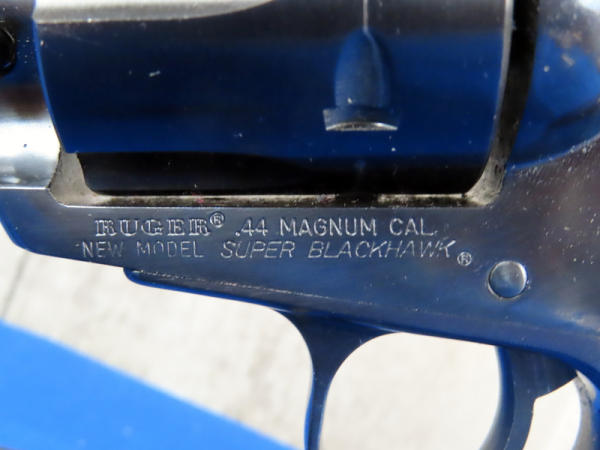 RUGER® .44 MAGNUM CAL.
NEW MODEL SUPER BLACKHAWK®